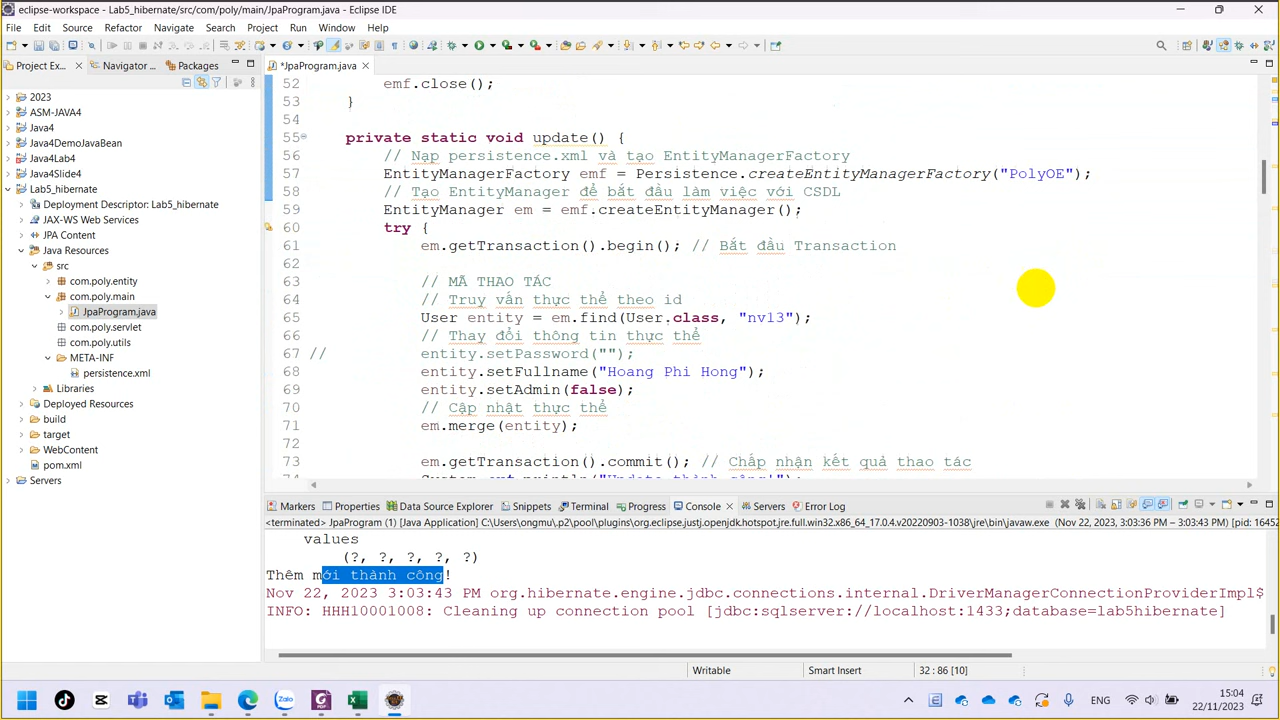 eclipse-workspace - Lab5_hibernate/src/com/poly/main/JpaProgram.java - Eclipse IDE
File Edit Source Refactor Navigate Search Project Run Window Help
Project Ex... Navigator ... Packages
*JpaProgram.java
2023
ASM-JAVA4
Java4
Java4DemoJavaBean
Java4Lab4
Java4Slide4
Lab5_hibernate
Deployment Descriptor: Lab5_hibernate
JAX-WS Web Services
JPA Content
Java Resources
src
com.poly.entity
com.poly.main
JpaProgram.java
com.poly.servlet
com.poly.utils
META-INF
persistence.xml
Libraries
Deployed Resources
build
target
WebContent
pom.xml
Servers
52 emf.close();
53 }
54
55 private static void update() {
56 // Nạp persistence.xml và tạo EntityManagerFactory
57 EntityManagerFactory emf = Persistence.createEntityManagerFactory("PolyOE");
58 // Tạo EntityManager để bắt đầu làm việc với CSDL
59 EntityManager em = emf.createEntityManager();
60 try {
61 em.getTransaction().begin(); // Bắt đầu Transaction
62
63 // MÃ THAO TÁC
64 // Truy vấn thực thể theo id
65 User entity = em.find(User.class, "nv13");
66 // Thay đổi thông tin thực thể
67 // entity.setPassword("");
68 entity.setFullname("Hoang Phi Hong");
69 entity.setAdmin(false);
70 // Cập nhật thực thể
71 em.merge(entity);
72
73 em.getTransaction().commit(); // Chấp nhận kết quả thao tác
74 System.out.println("Update thành công!");
Markers Properties Data Source Explorer Snippets Terminal Progress Console Servers Error Log
<terminated> JpaProgram (1) [Java Application] C:\Users\ongmu\.p2\pool\plugins\org.eclipse.justj.openjdk.hotspot.jre.full.win32.x86_64_17.0.4.v20220903-1038\jre\bin\javaw.exe (Nov 22, 2023, 3:03:36 PM – 3:03:43 PM) [pid: 16452
values
(?, ?, ?, ?, ?)
Thêm mới thành công!
Nov 22, 2023 3:03:43 PM org.hibernate.engine.jdbc.connections.internal.DriverManagerConnectionProviderImpl$
INFO: HHH10001008: Cleaning up connection pool [jdbc:sqlserver://localhost:1433;database=lab5hibernate]
Writable Smart Insert 32 : 86 [10]
Zalo
ENG
15:04
22/11/2023